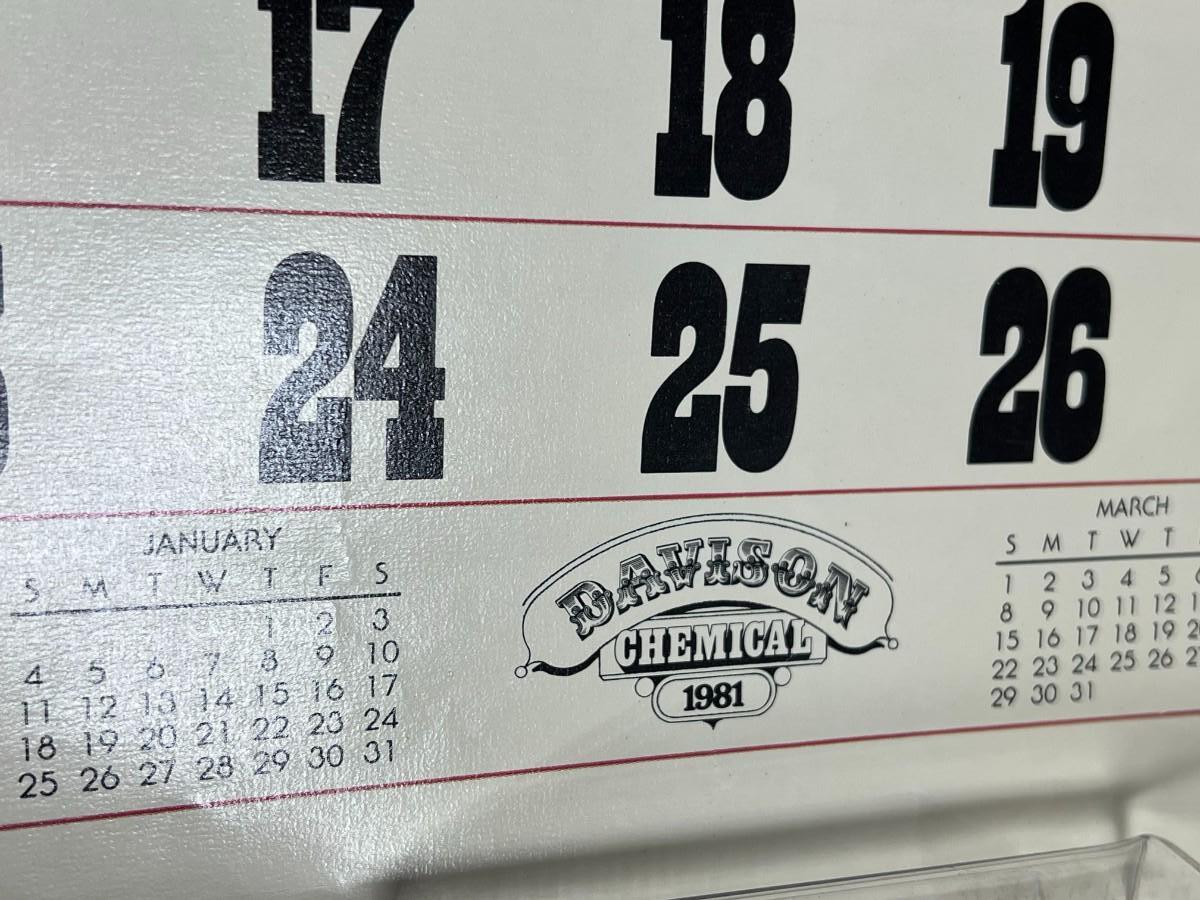 17 18 19
24 25 26
JANUARY
S M T W T F S
1 2 3
4 5 6 7 8 9 10
11 12 13 14 15 16 17
18 19 20 21 22 23 24
25 26 27 28 29 30 31
DAVISON
CHEMICAL
1981
MARCH
S M T W T
1 2 3 4 5
8 9 10 11 12
15 16 17 18 19
22 23 24 25 26
29 30 31